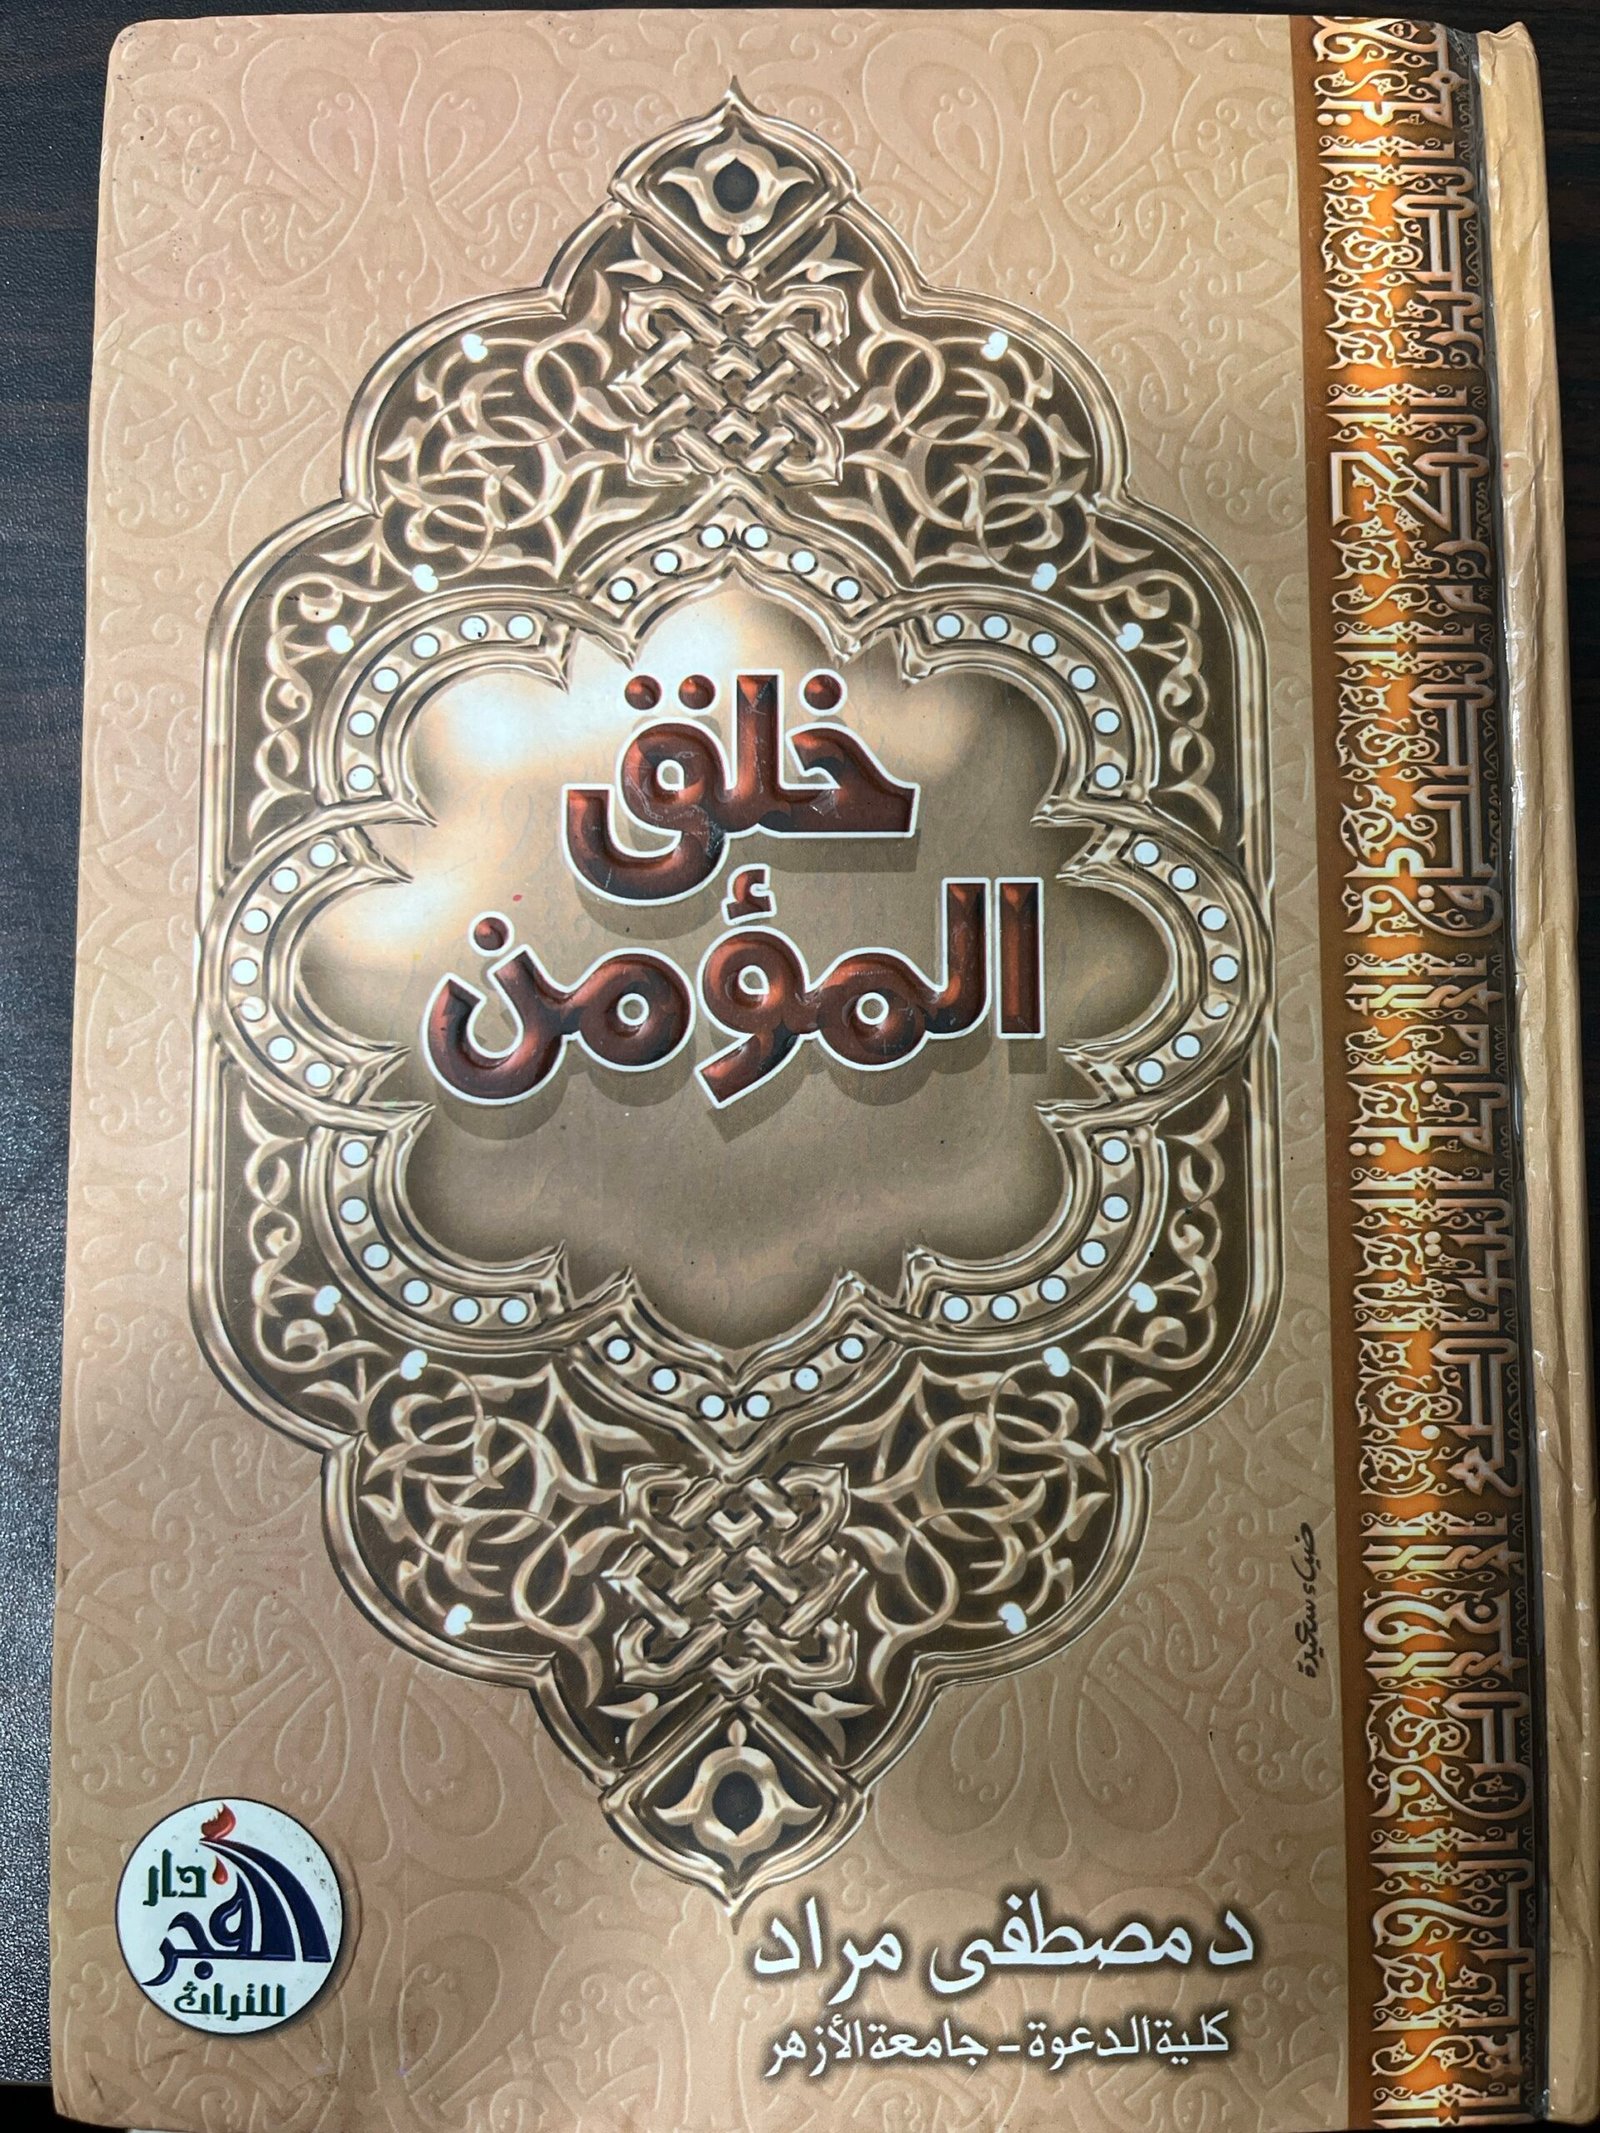 خلق
المؤمن
د مصطفى مراد
كلية الدعوة - جامعة الأزهر
دار
الفجر
للتراث